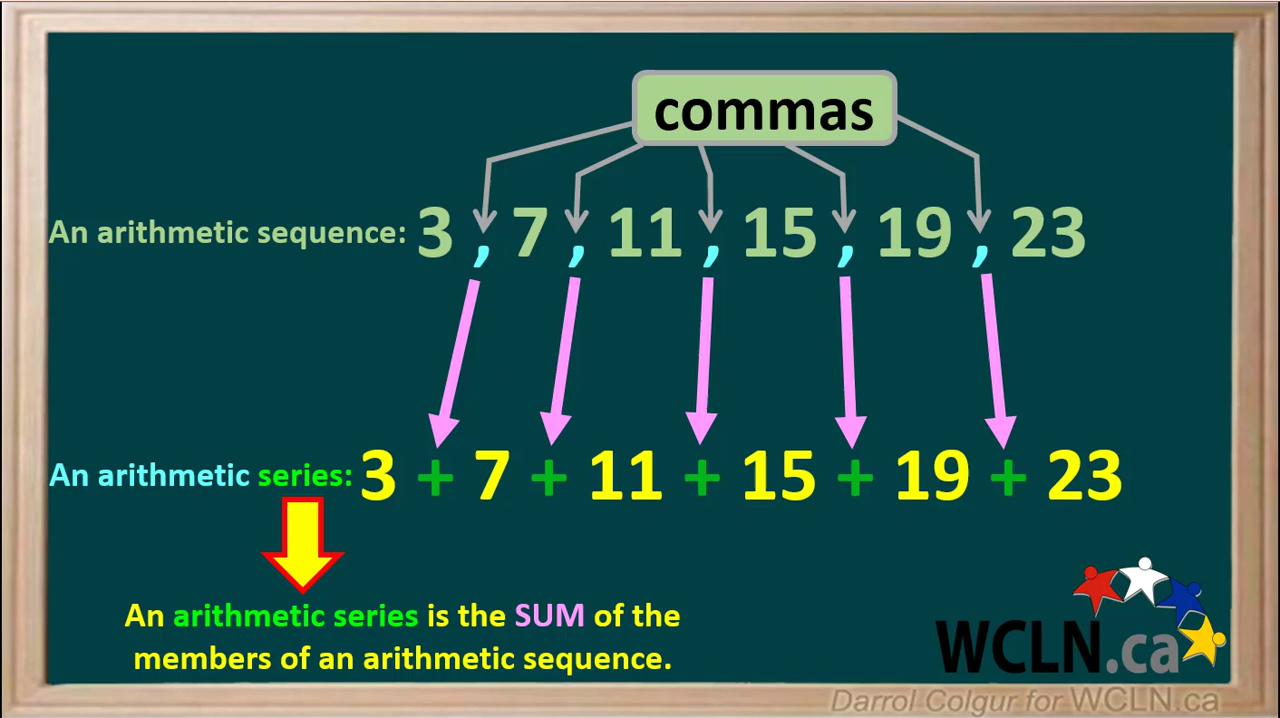 commas
An arithmetic sequence: 3 , 7 , 11 , 15 , 19 , 23
An arithmetic series: 3 + 7 + 11 + 15 + 19 + 23
An arithmetic series is the SUM of the
members of an arithmetic sequence.
WCLN.ca
Darrol Colgur for WCLN.ca